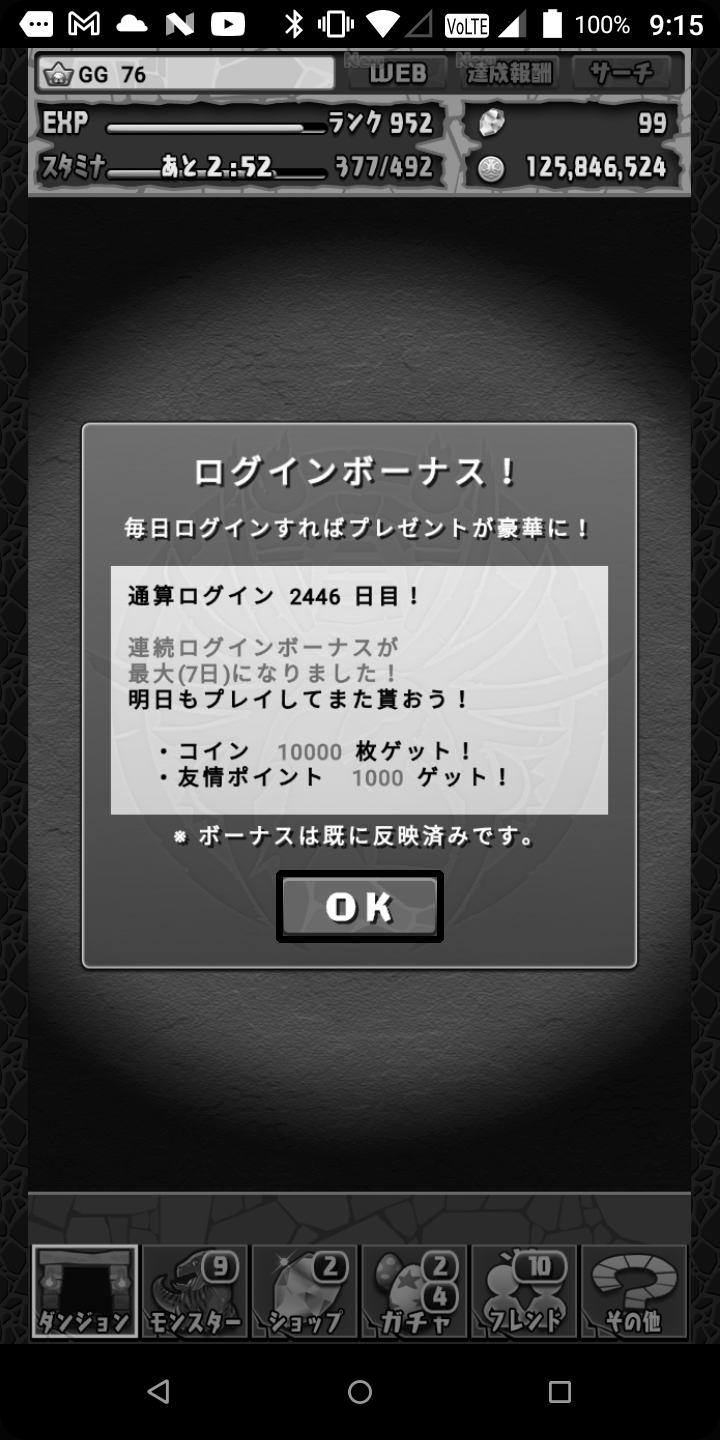 VoLTE 100% 9:15
GG 76 WEB 達成報酬 サーチ
EXP ランク 952 99
スタミナ あと 2:52 377/492 125,846,524
ログインボーナス！
毎日ログインすればプレゼントが豪華に！
通算ログイン 2446 日目！
連続ログインボーナスが
最大(7日)になりました！
明日もプレイしてまた貰おう！
・コイン 10000 枚ゲット！
・友情ポイント 1000 ゲット！
※ ボーナスは既に反映済みです。
OK
9 2 2 10
4
ダンジョン モンスター ショップ ガチャ フレンド その他